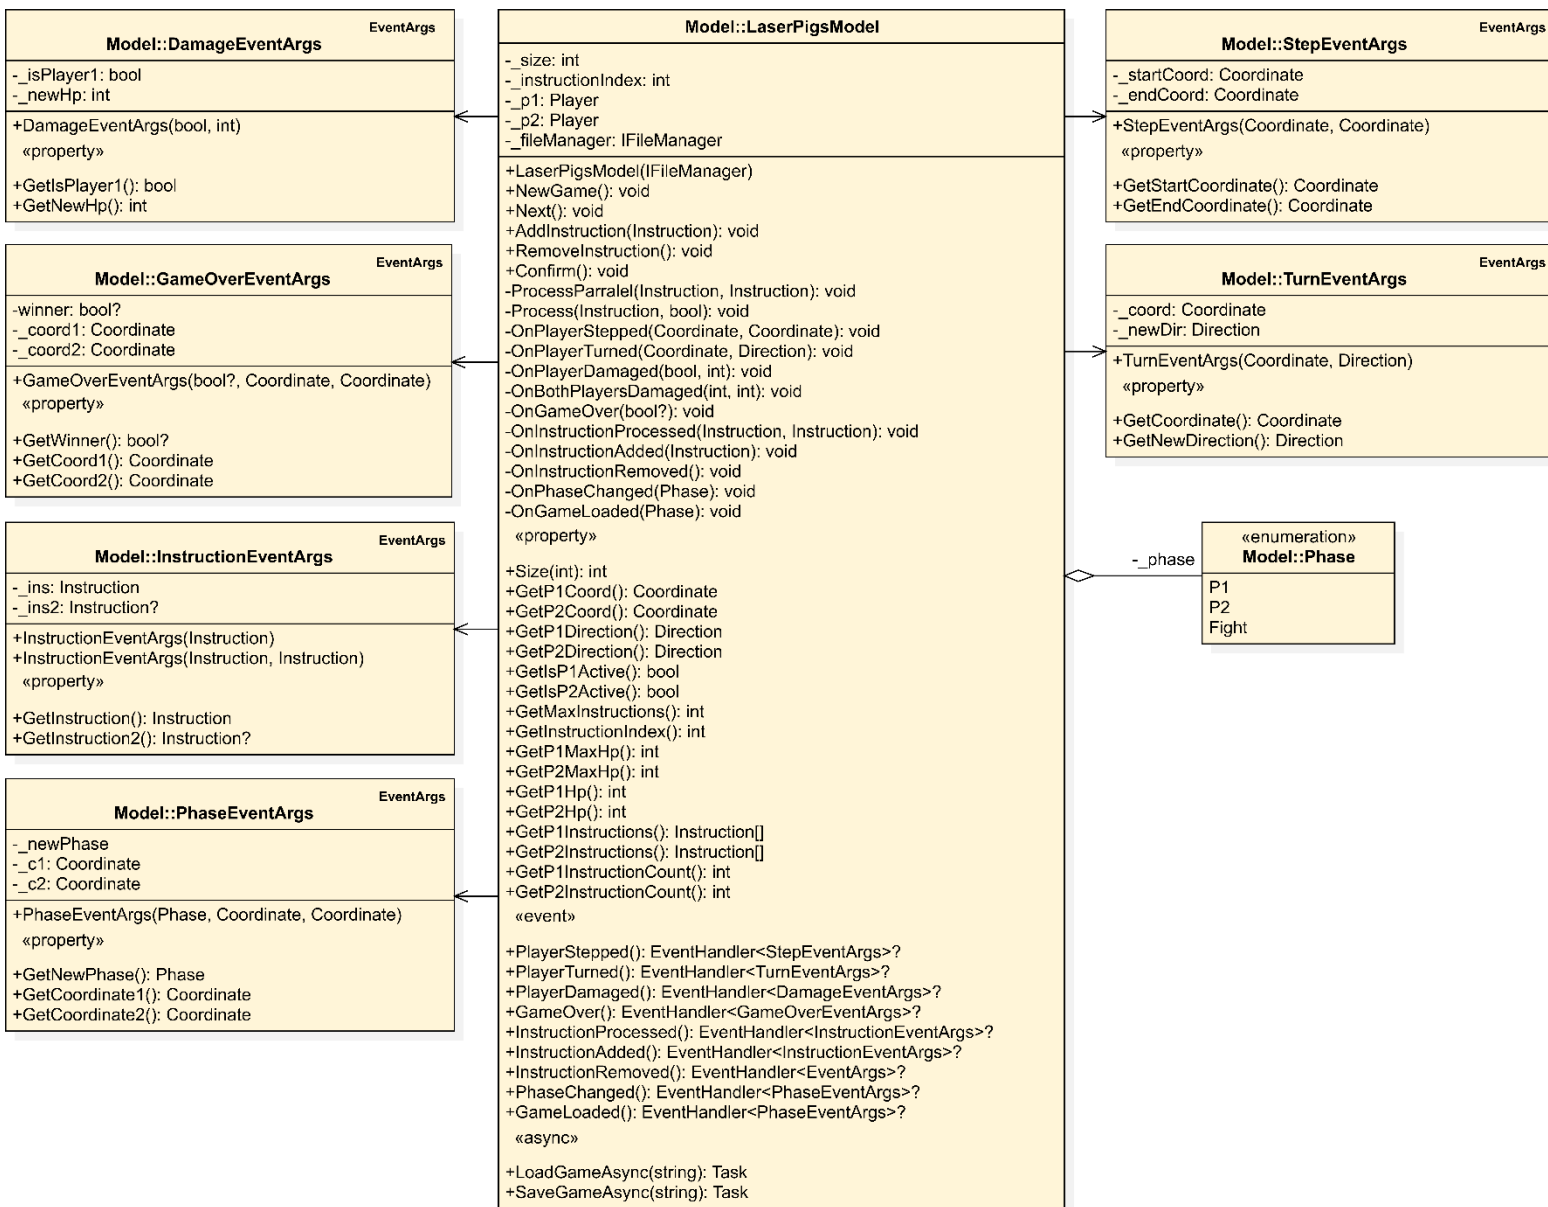 EventArgs
Model::DamageEventArgs
-_isPlayer1: bool
-_newHp: int
+DamageEventArgs(bool, int)
«property»
+GetIsPlayer1(): bool
+GetNewHp(): int
EventArgs
Model::GameOverEventArgs
-winner: bool?
-_coord1: Coordinate
-_coord2: Coordinate
+GameOverEventArgs(bool?, Coordinate, Coordinate)
«property»
+GetWinner(): bool?
+GetCoord1(): Coordinate
+GetCoord2(): Coordinate
EventArgs
Model::InstructionEventArgs
-_ins: Instruction
-_ins2: Instruction?
+InstructionEventArgs(Instruction)
+InstructionEventArgs(Instruction, Instruction)
«property»
+GetInstruction(): Instruction
+GetInstruction2(): Instruction?
EventArgs
Model::PhaseEventArgs
-_newPhase
-_c1: Coordinate
-_c2: Coordinate
+PhaseEventArgs(Phase, Coordinate, Coordinate)
«property»
+GetNewPhase(): Phase
+GetCoordinate1(): Coordinate
+GetCoordinate2(): Coordinate
Model::LaserPigsModel
-_size: int
-_instructionIndex: int
-_p1: Player
-_p2: Player
-_fileManager: IFileManager
+LaserPigsModel(IFileManager)
+NewGame(): void
+Next(): void
+AddInstruction(Instruction): void
+RemoveInstruction(): void
+Confirm(): void
-ProcessParralel(Instruction, Instruction): void
-Process(Instruction, bool): void
-OnPlayerStepped(Coordinate, Coordinate): void
-OnPlayerTurned(Coordinate, Direction): void
-OnPlayerDamaged(bool, int): void
-OnBothPlayersDamaged(int, int): void
-OnGameOver(bool?): void
-OnInstructionProcessed(Instruction, Instruction): void
-OnInstructionAdded(Instruction): void
-OnInstructionRemoved(): void
-OnPhaseChanged(Phase): void
-OnGameLoaded(Phase): void
«property»
+Size(int): int
+GetP1Coord(): Coordinate
+GetP2Coord(): Coordinate
+GetP1Direction(): Direction
+GetP2Direction(): Direction
+GetIsP1Active(): bool
+GetIsP2Active(): bool
+GetMaxInstructions(): int
+GetInstructionIndex(): int
+GetP1MaxHp(): int
+GetP2MaxHp(): int
+GetP1Hp(): int
+GetP2Hp(): int
+GetP1Instructions(): Instruction[]
+GetP2Instructions(): Instruction[]
+GetP1InstructionCount(): int
+GetP2InstructionCount(): int
«event»
+PlayerStepped(): EventHandler<StepEventArgs>?
+PlayerTurned(): EventHandler<TurnEventArgs>?
+PlayerDamaged(): EventHandler<DamageEventArgs>?
+GameOver(): EventHandler<GameOverEventArgs>?
+InstructionProcessed(): EventHandler<InstructionEventArgs>?
+InstructionAdded(): EventHandler<InstructionEventArgs>?
+InstructionRemoved(): EventHandler<EventArgs>?
+PhaseChanged(): EventHandler<PhaseEventArgs>?
+GameLoaded(): EventHandler<PhaseEventArgs>?
«async»
+LoadGameAsync(string): Task
+SaveGameAsync(string): Task
EventArgs
Model::StepEventArgs
-_startCoord: Coordinate
-_endCoord: Coordinate
+StepEventArgs(Coordinate, Coordinate)
«property»
+GetStartCoordinate(): Coordinate
+GetEndCoordinate(): Coordinate
EventArgs
Model::TurnEventArgs
-_coord: Coordinate
-_newDir: Direction
+TurnEventArgs(Coordinate, Direction)
«property»
+GetCoordinate(): Coordinate
+GetNewDirection(): Direction
-_phase
«enumeration»
Model::Phase
P1
P2
Fight